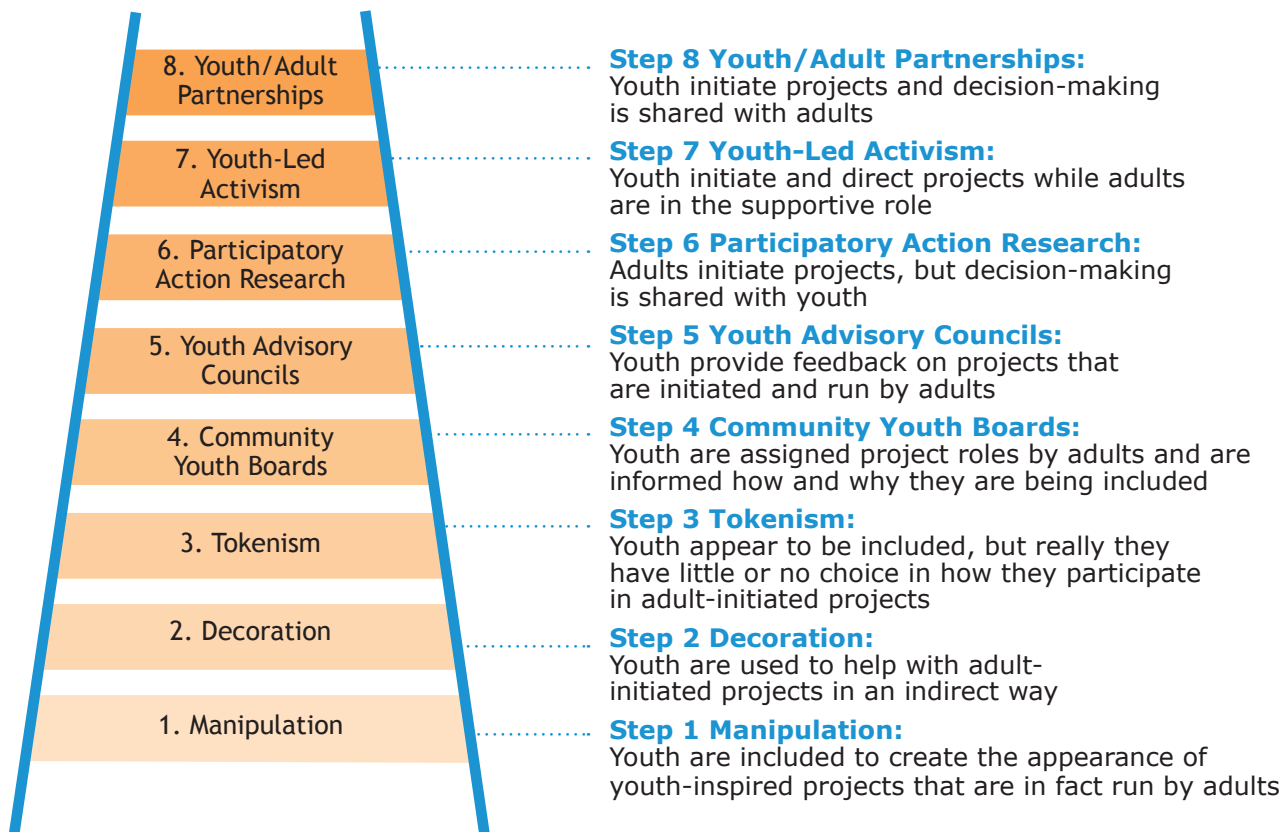 8. Youth/Adult
Partnerships
Step 8 Youth/Adult Partnerships:
Youth initiate projects and decision-making
is shared with adults
7. Youth-Led
Activism
Step 7 Youth-Led Activism:
Youth initiate and direct projects while adults
are in the supportive role
6. Participatory
Action Research
Step 6 Participatory Action Research:
Adults initiate projects, but decision-making
is shared with youth
5. Youth Advisory
Councils
Step 5 Youth Advisory Councils:
Youth provide feedback on projects that
are initiated and run by adults
4. Community
Youth Boards
Step 4 Community Youth Boards:
Youth are assigned project roles by adults and are
informed how and why they are being included
3. Tokenism
Step 3 Tokenism:
Youth appear to be included, but really they
have little or no choice in how they participate
in adult-initiated projects
2. Decoration
Step 2 Decoration:
Youth are used to help with adult-
initiated projects in an indirect way
1. Manipulation
Step 1 Manipulation:
Youth are included to create the appearance of
youth-inspired projects that are in fact run by adults